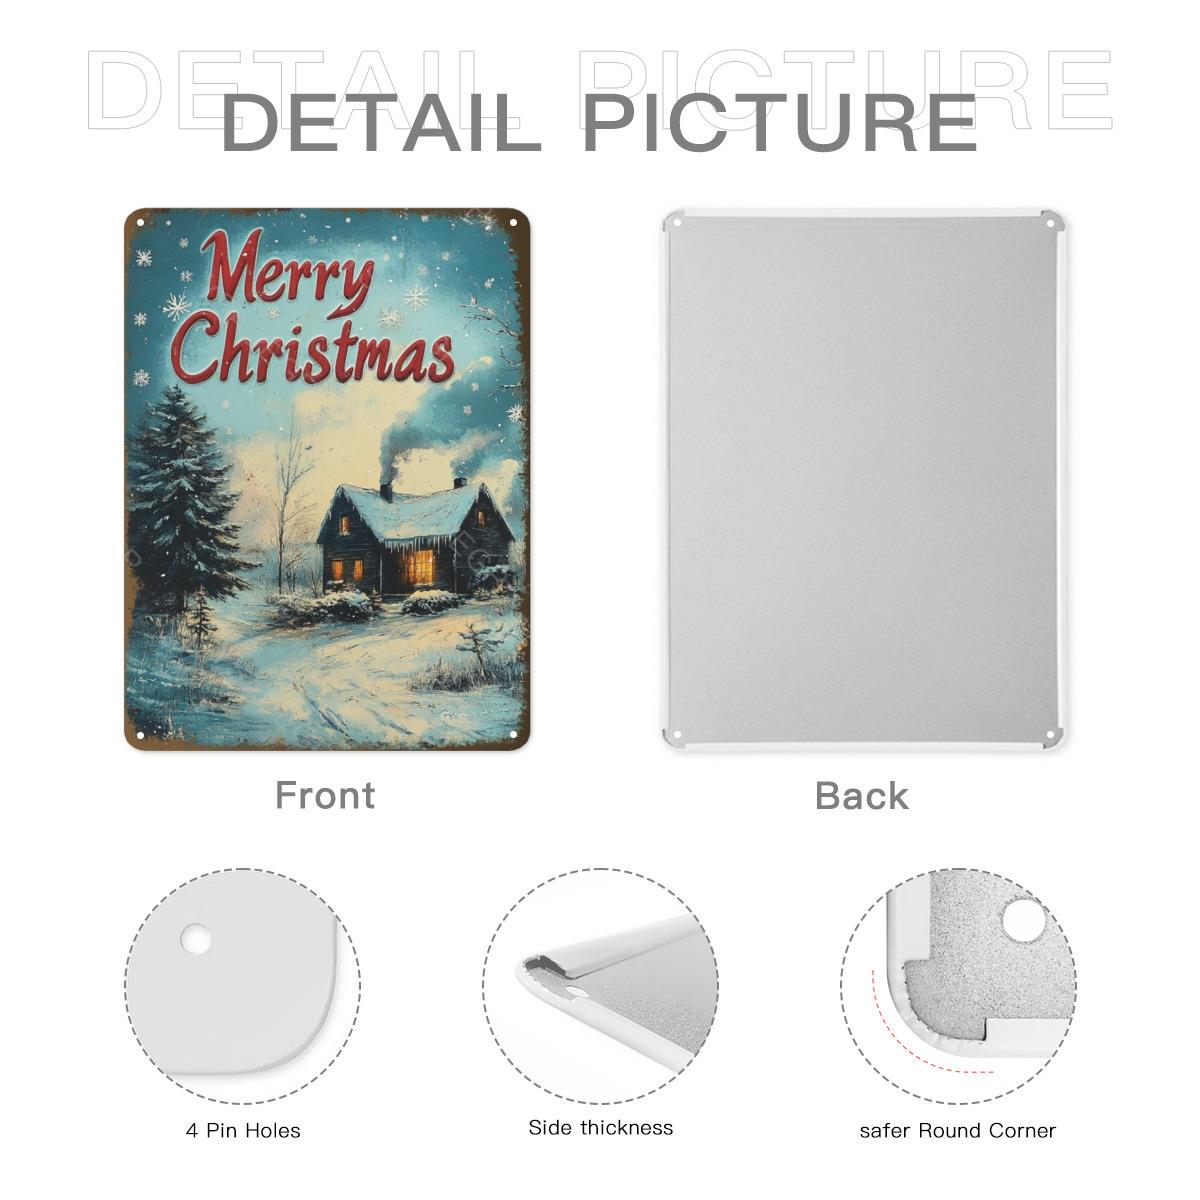 DETAIL PICTURE
DETAIL PICTURE
Merry
Christmas
Front
Back
4 Pin Holes
Side thickness
safer Round Corner